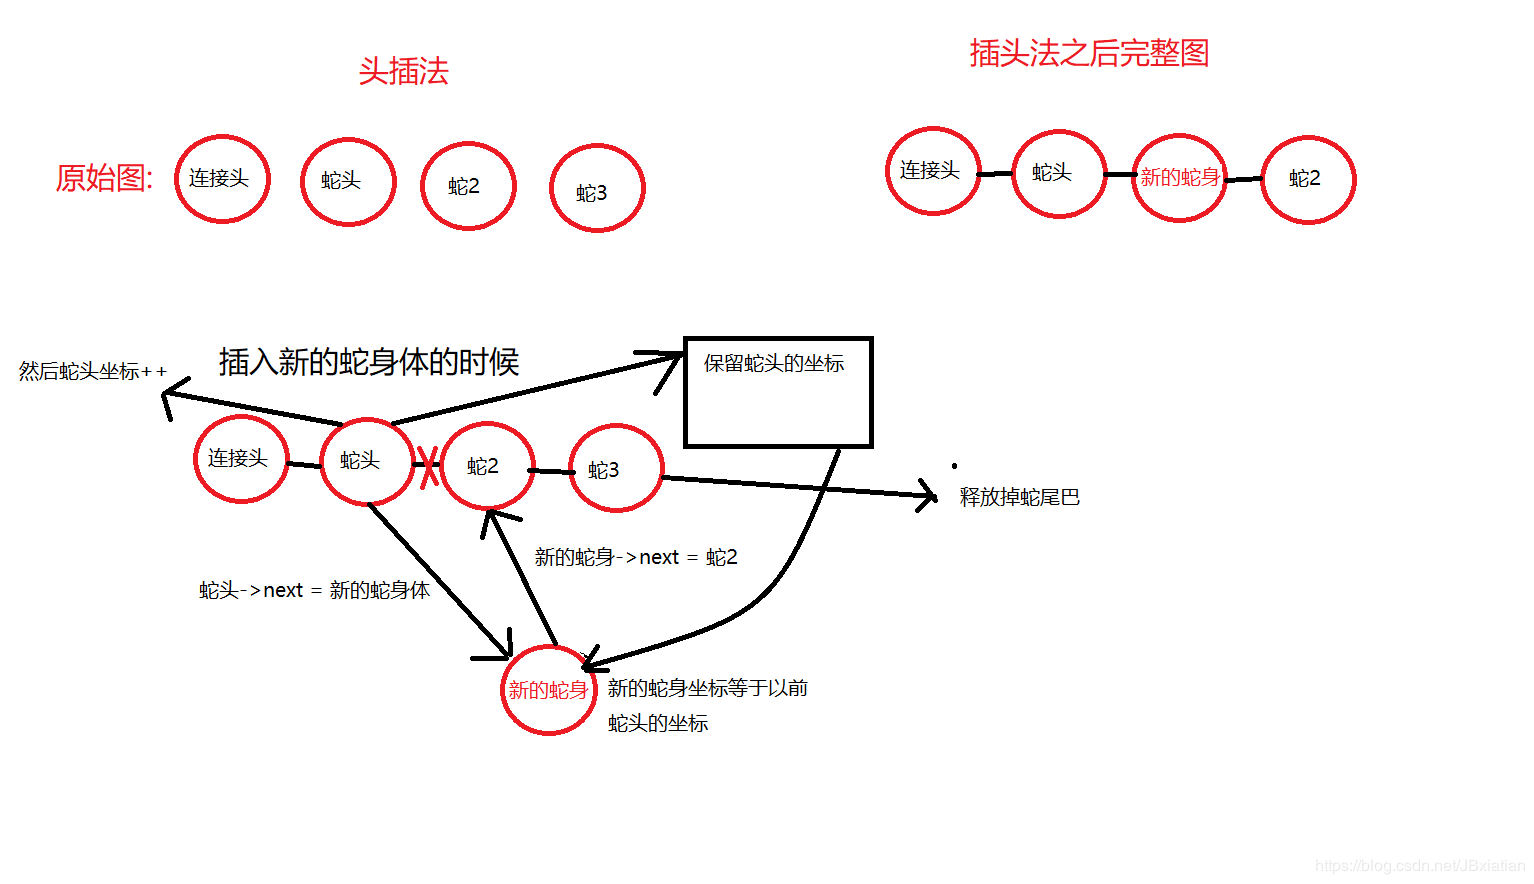 头插法
插头法之后完整图
原始图:
连接头
蛇头
蛇2
蛇3
连接头
蛇头
新的蛇身
蛇2
然后蛇头坐标++
插入新的蛇身体的时候
保留蛇头的坐标
连接头
蛇头
蛇2
蛇3
释放掉蛇尾巴
新的蛇身->next = 蛇2
蛇头->next = 新的蛇身体
新的蛇身
新的蛇身坐标等于以前
蛇头的坐标
https://blog.csdn.net/JBxiatian